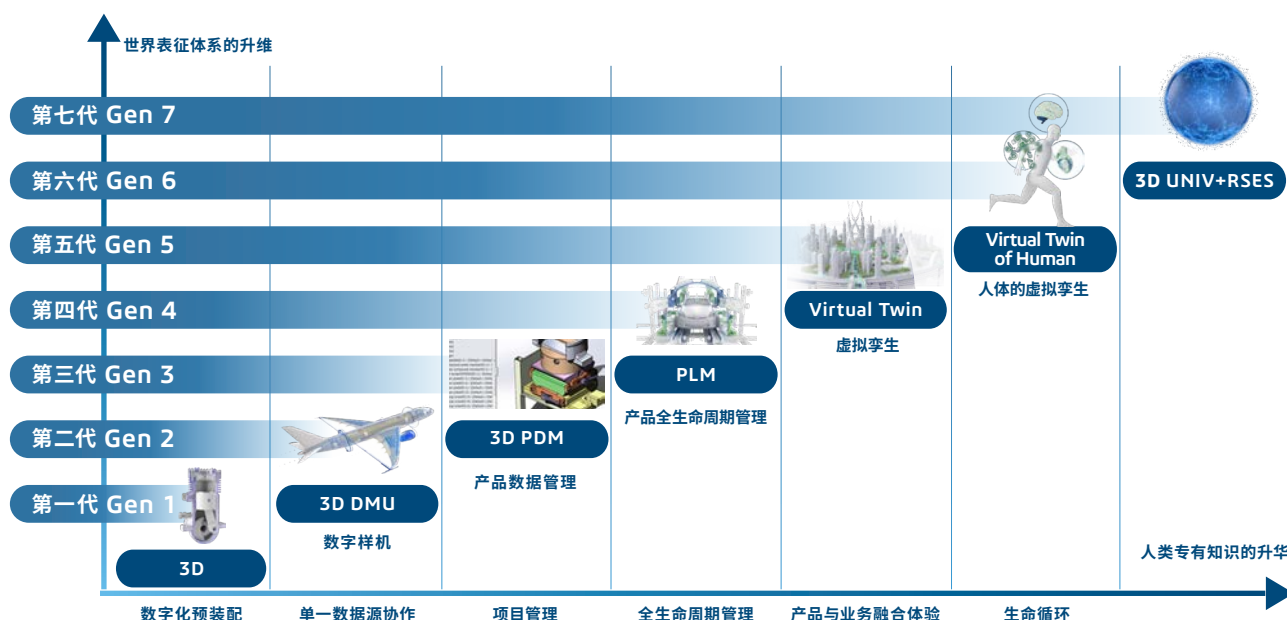 世界表征体系的升维
第七代 Gen 7
第六代 Gen 6
3D UNIV+RSES
第五代 Gen 5
Virtual Twin
of Human
人体的虚拟孪生
第四代 Gen 4
Virtual Twin
虚拟孪生
第三代 Gen 3
PLM
产品全生命周期管理
第二代 Gen 2
3D PDM
产品数据管理
第一代 Gen 1
3D DMU
数字样机
3D
人类专有知识的升华
数字化预装配
单一数据源协作
项目管理
全生命周期管理
产品与业务融合体验
生命循环